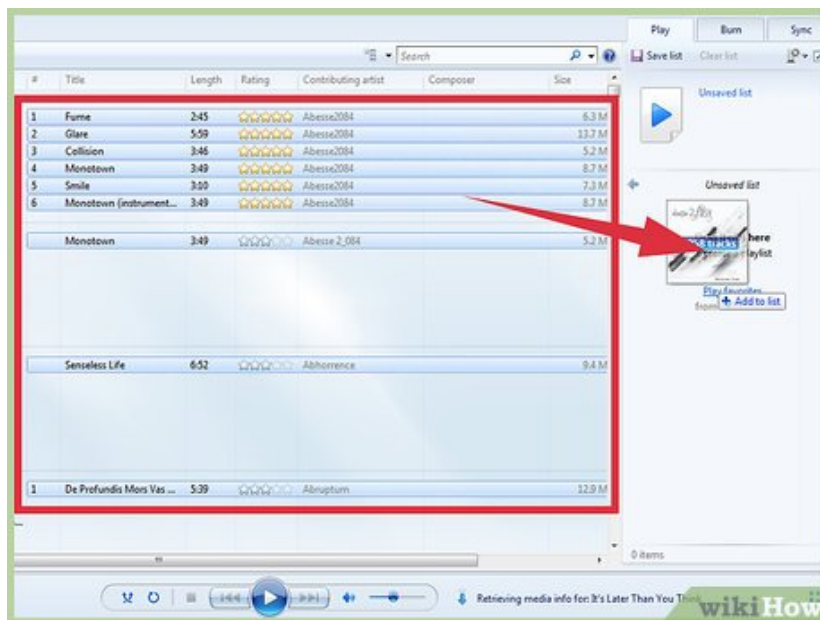 Play Burn Sync
Search
Save list Clear list
# Title Length Rating Contributing artist Composer Size
Unsaved list
1 Fume 2:45 Abesse2084 6.3 M
2 Glare 5:59 Abesse2084 13.7 M
3 Collision 3:46 Abesse2084 5.2 M
4 Monotown 3:49 Abesse2084 8.7 M
5 Smile 3:10 Abesse2084 7.3 M
6 Monotown (instrument... 3:49 Abesse2084 8.7 M
Unsaved list
Monotown 3:49 Abesse 2_084 5.2 M
tracks here
playlist
Play favorites
from
Add to list
Senseless Life 6:52 Abhorrence 9.4 M
1 De Profundis Mors Vas ... 5:39 Abruptum 12.9 M
0 items
Retrieving media info for: It's Later Than You Think
wikiHow